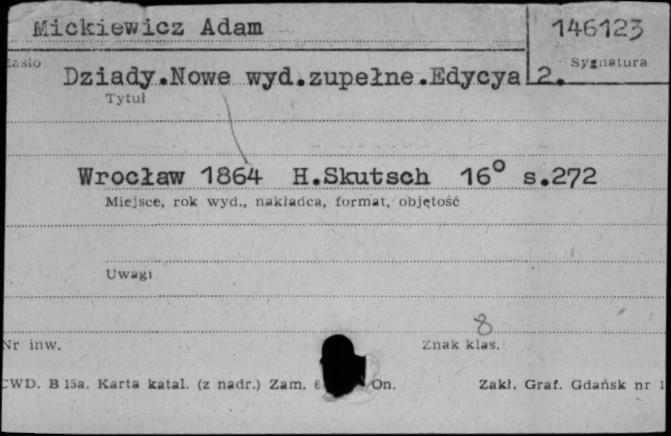 Mickiewicz Adam 146123
Sygnatura
Dziady.Nowe wyd.zupełne.Edycya 2.
Tytuł
Wrocław 1864 H.Skutsch 16° s.272
Miejsce, rok wyd., nakładca, format, objętość
Uwagi
8
Nr inw. Znak klas.
CWD. B 15a. Karta katal. (z nadr.) Zam. On. Zakł. Graf. Gdańsk nr 1